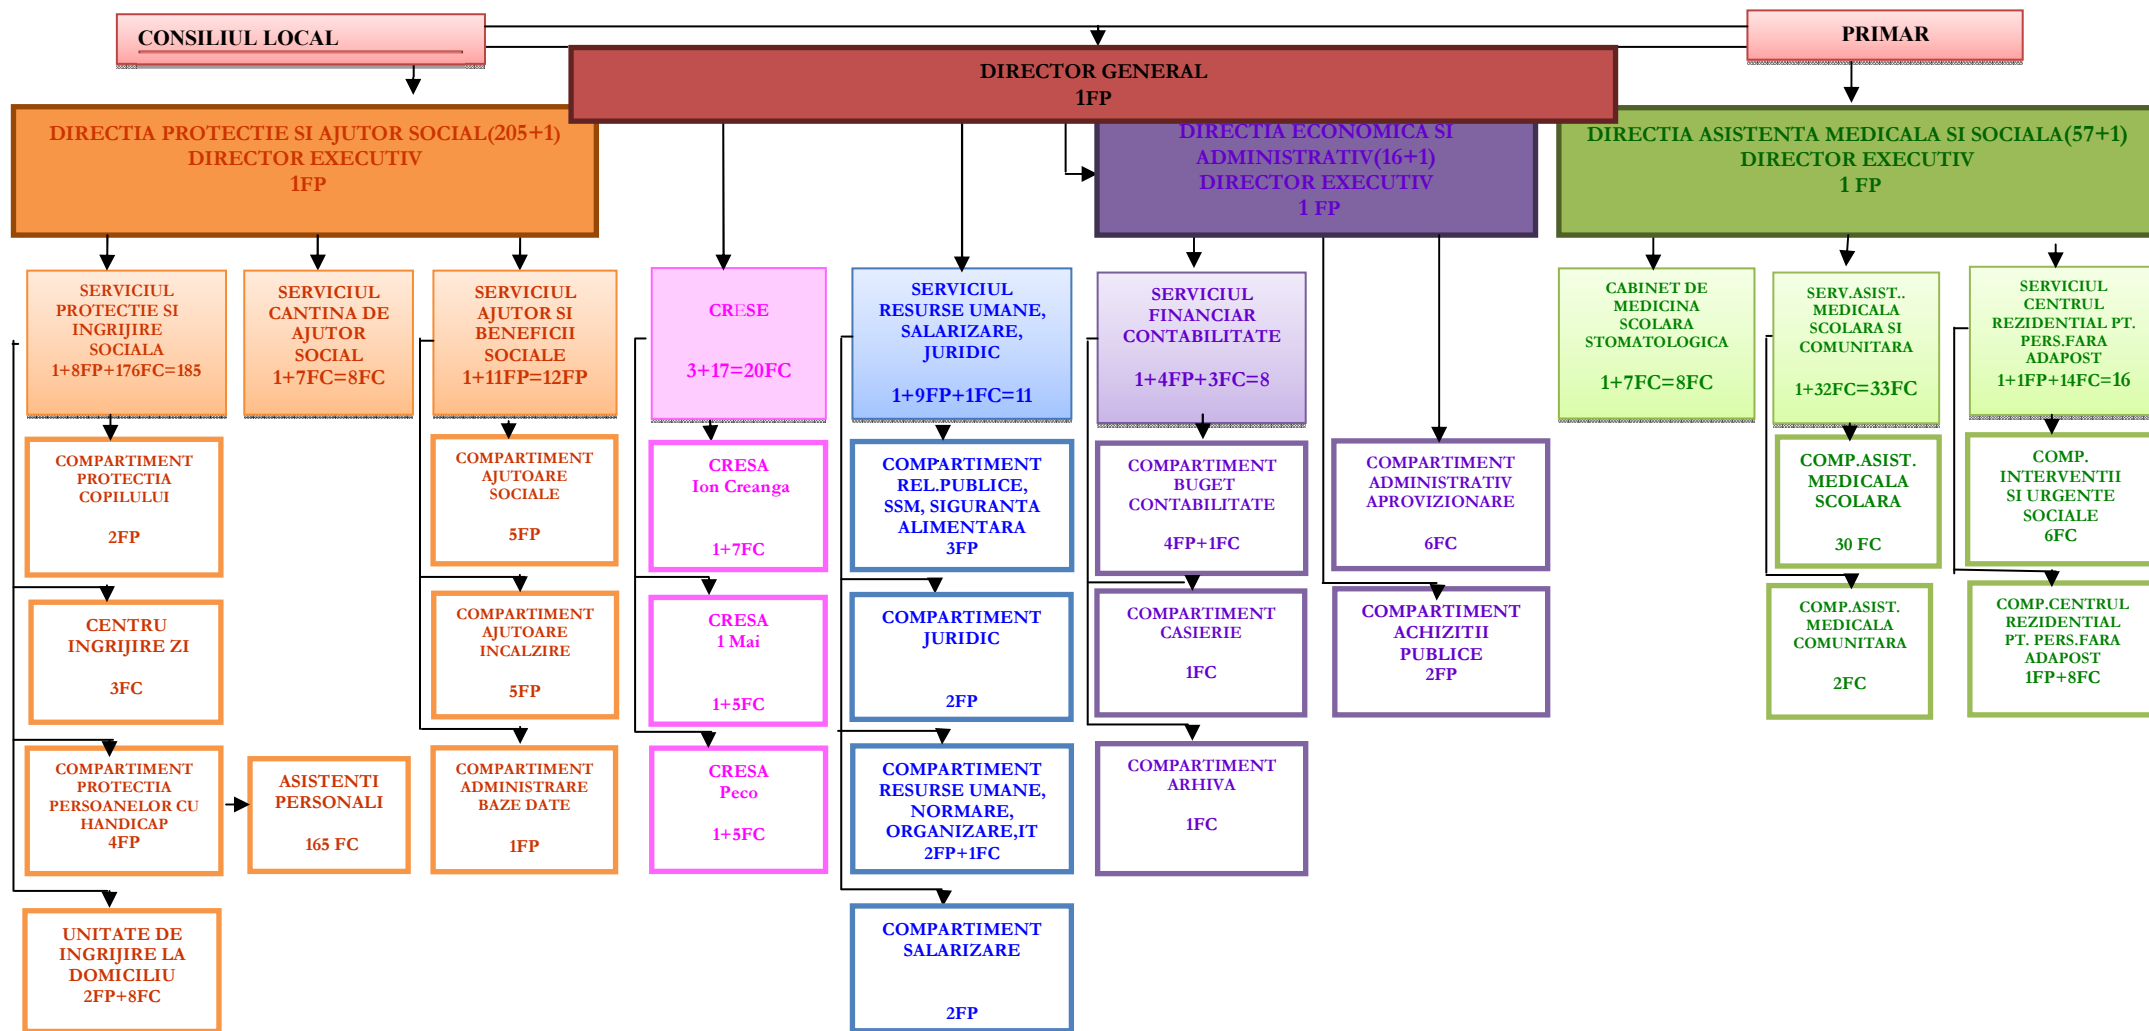 CONSILIUL LOCAL
PRIMAR
DIRECTOR GENERAL
1FP
DIRECTIA PROTECTIE SI AJUTOR SOCIAL(205+1)
DIRECTOR EXECUTIV
1FP
DIRECTIA ECONOMICA SI
ADMINISTRATIV(16+1)
DIRECTOR EXECUTIV
1 FP
DIRECTIA ASISTENTA MEDICALA SI SOCIALA(57+1)
DIRECTOR EXECUTIV
1 FP
SERVICIUL
PROTECTIE SI
INGRIJIRE
SOCIALA
1+8FP+176FC=185
SERVICIUL
CANTINA DE
AJUTOR
SOCIAL
1+7FC=8FC
SERVICIUL
AJUTOR SI
BENEFICII
SOCIALE
1+11FP=12FP
CRESE
3+17=20FC
SERVICIUL
RESURSE UMANE,
SALARIZARE,
JURIDIC
1+9FP+1FC=11
SERVICIUL
FINANCIAR
CONTABILITATE
1+4FP+3FC=8
CABINET DE
MEDICINA
SCOLARA
STOMATOLOGICA
1+7FC=8FC
SERV.ASIST..
MEDICALA
SCOLARA SI
COMUNITARA
1+32FC=33FC
SERVICIUL
CENTRUL
REZIDENTIAL PT.
PERS.FARA
ADAPOST
1+1FP+14FC=16
COMPARTIMENT
PROTECTIA
COPILULUI
2FP
COMPARTIMENT
AJUTOARE
SOCIALE
5FP
CRESA
Ion Creanga
1+7FC
COMPARTIMENT
REL.PUBLICE,
SSM, SIGURANTA
ALIMENTARA
3FP
COMPARTIMENT
BUGET
CONTABILITATE
4FP+1FC
COMPARTIMENT
ADMINISTRATIV
APROVIZIONARE
6FC
COMP.ASIST.
MEDICALA
SCOLARA
30 FC
COMP.
INTERVENTII
SI URGENTE
SOCIALE
6FC
CENTRU
INGRIJIRE ZI
3FC
COMPARTIMENT
AJUTOARE
INCALZIRE
5FP
CRESA
1 Mai
1+5FC
COMPARTIMENT
JURIDIC
2FP
COMPARTIMENT
CASIERIE
1FC
COMPARTIMENT
ACHIZITII
PUBLICE
2FP
COMP.ASIST.
MEDICALA
COMUNITARA
2FC
COMP.CENTRUL
REZIDENTIAL
PT. PERS.FARA
ADAPOST
1FP+8FC
COMPARTIMENT
PROTECTIA
PERSOANELOR CU
HANDICAP
4FP
ASISTENTI
PERSONALI
165 FC
COMPARTIMENT
ADMINISTRARE
BAZE DATE
1FP
CRESA
Peco
1+5FC
COMPARTIMENT
RESURSE UMANE,
NORMARE,
ORGANIZARE,IT
2FP+1FC
COMPARTIMENT
ARHIVA
1FC
UNITATE DE
INGRIJIRE LA
DOMICILIU
2FP+8FC
COMPARTIMENT
SALARIZARE
2FP